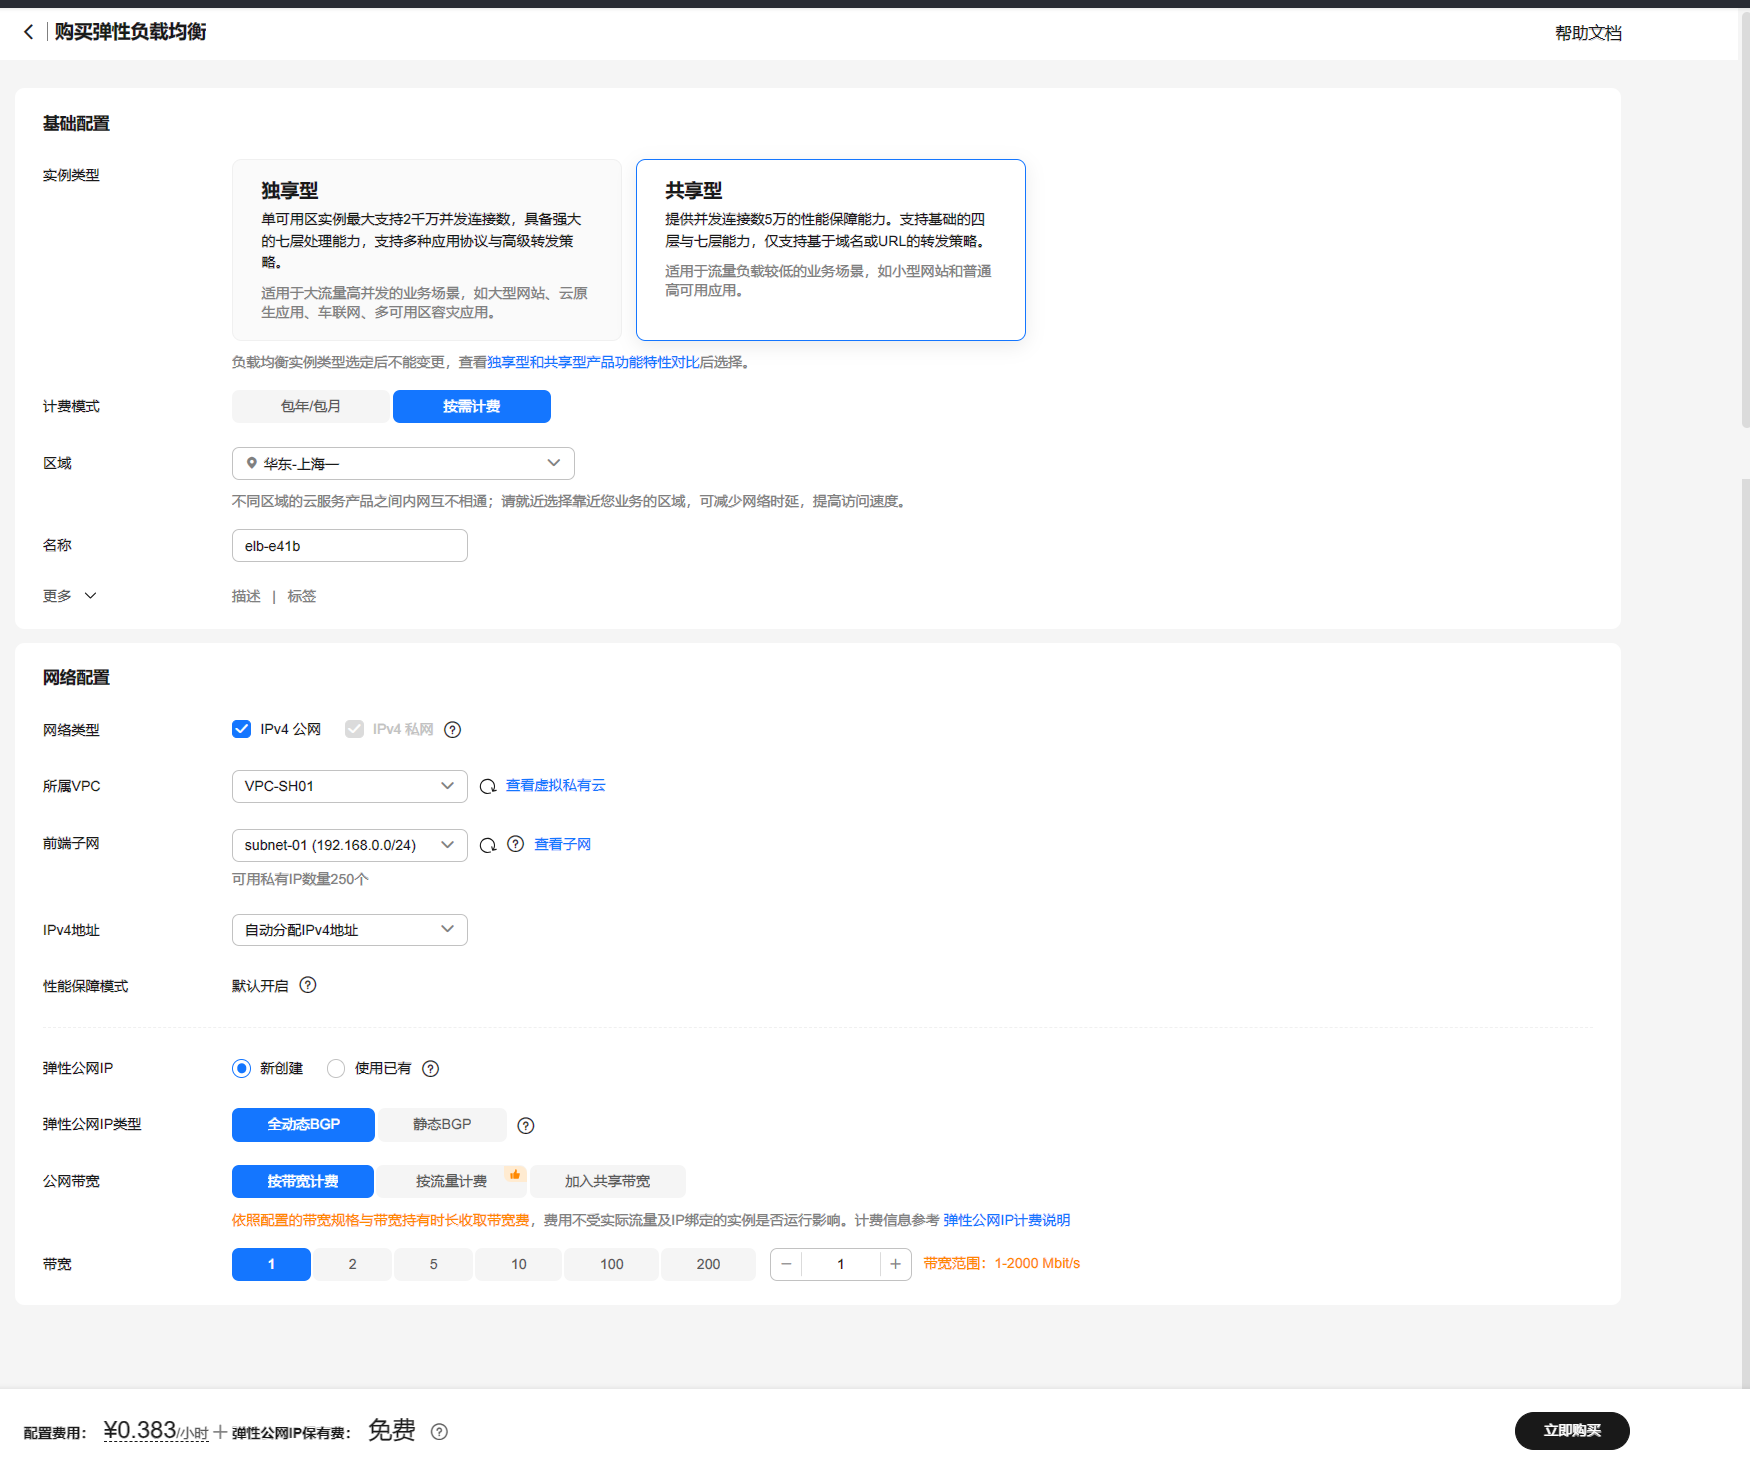 购买弹性负载均衡
帮助文档
基础配置
实例类型
独享型
单可用区实例最大支持2千万并发连接数，具备强大
的七层处理能力，支持多种应用协议与高级转发策
略。
适用于大流量高并发的业务场景，如大型网站、云原
生应用、车联网、多可用区容灾应用。
共享型
提供并发连接数5万的性能保障能力。支持基础的四
层与七层能力，仅支持基于域名或URL的转发策略。
适用于流量负载较低的业务场景，如小型网站和普通
高可用应用。
负载均衡实例类型选定后不能变更，查看独享型和共享型产品功能特性对比后选择。
计费模式
包年/包月
按需计费
区域
华东-上海一
不同区域的云服务产品之间内网互不相通；请就近选择靠近您业务的区域，可减少网络时延，提高访问速度。
名称
elb-e41b
更多
描述 | 标签
网络配置
网络类型
IPv4 公网
IPv4 私网
所属VPC
VPC-SH01
查看虚拟私有云
前端子网
subnet-01 (192.168.0.0/24)
查看子网
可用私有IP数量250个
IPv4地址
自动分配IPv4地址
性能保障模式
默认开启
弹性公网IP
新创建
使用已有
弹性公网IP类型
全动态BGP
静态BGP
公网带宽
按带宽计费
按流量计费
加入共享带宽
依照配置的带宽规格与带宽持有时长收取带宽费，费用不受实际流量及IP绑定的实例是否运行影响。计费信息参考 弹性公网IP计费说明
带宽
1
2
5
10
100
200
− 1 +
带宽范围：1-2000 Mbit/s
配置费用： ¥0.383/小时 + 弹性公网IP保有费： 免费
立即购买